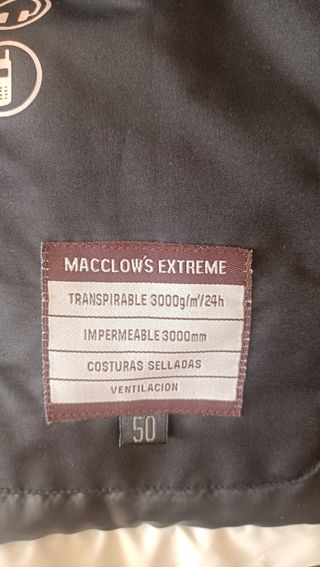 MACCLOW'S EXTREME
TRANSPIRABLE 3000g/m²/24h
IMPERMEABLE 3000mm
COSTURAS SELLADAS
VENTILACION
50